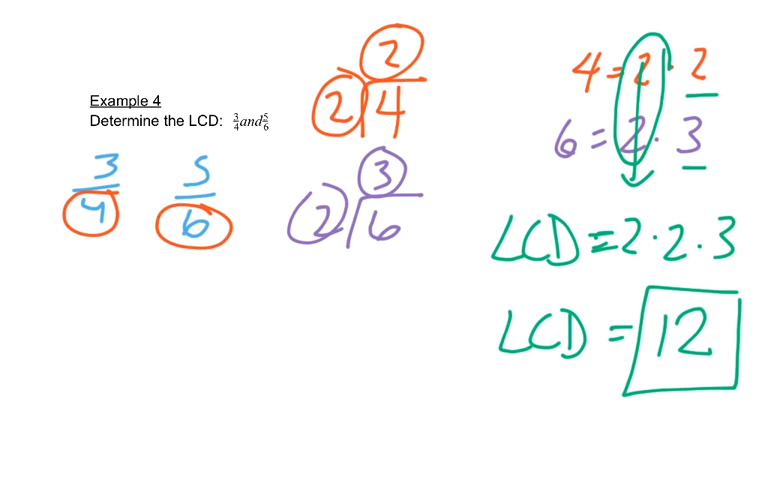 Example 4
Determine the LCD: 3/4 and 5/6
3/4 5/6
2
2 4
3
2 6
4 = 2 · 2
6 = 2 · 3
LCD = 2 · 2 · 3
LCD = 12